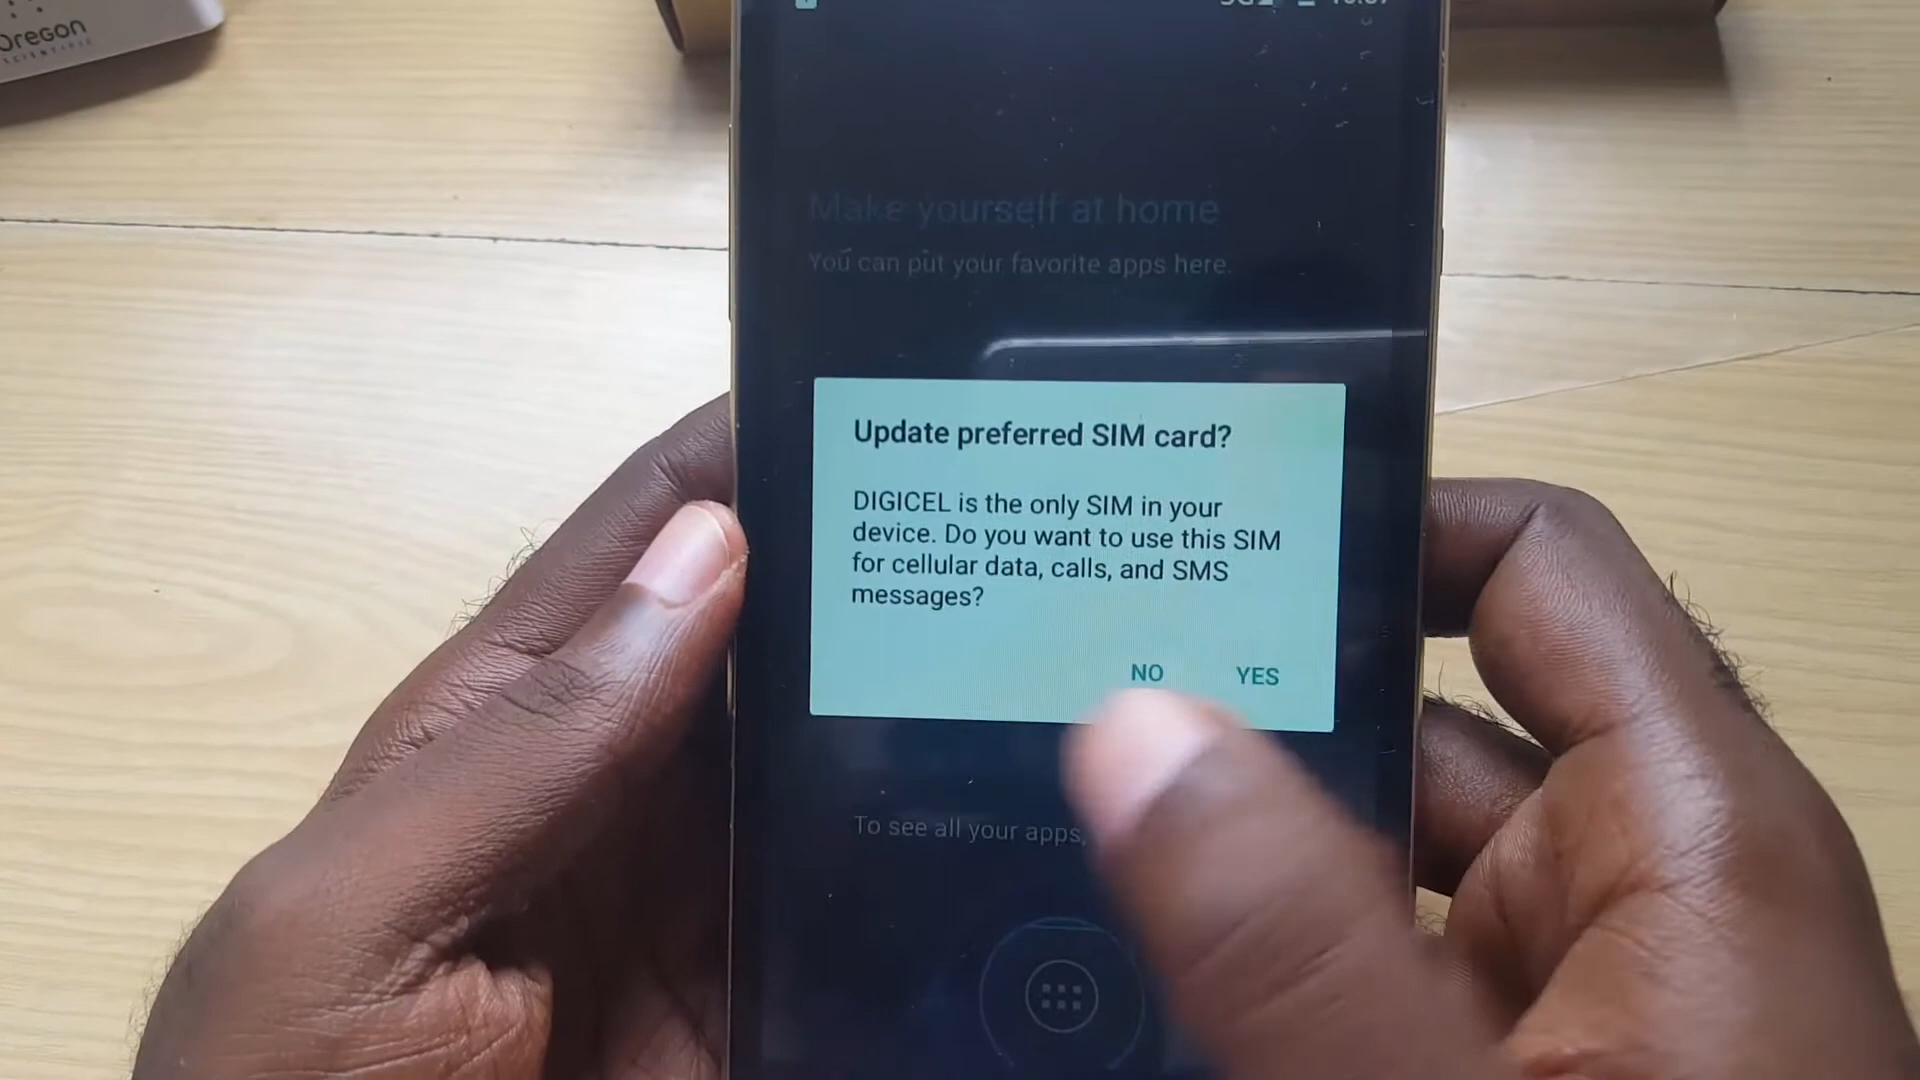 Oregon
SCIENTIFIC
Make yourself at home
You can put your favorite apps here.
Update preferred SIM card?
DIGICEL is the only SIM in your
device. Do you want to use this SIM
for cellular data, calls, and SMS
messages?
NO YES
To see all your apps,